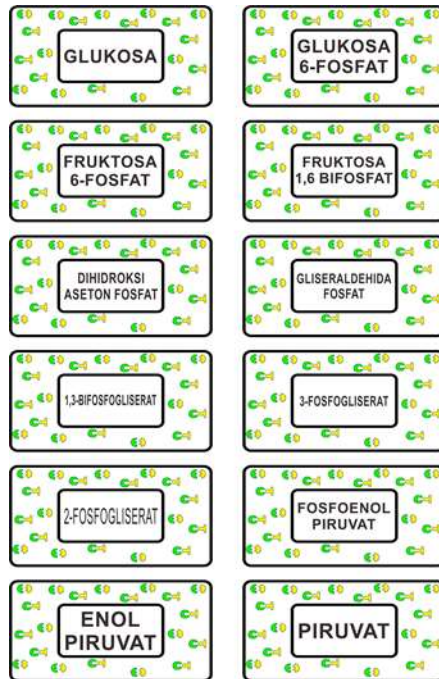 GLUKOSA
GLUKOSA
6-FOSFAT
FRUKTOSA
6-FOSFAT
FRUKTOSA
1,6 BIFOSFAT
DIHIDROKSI
ASETON FOSFAT
GLISERALDEHIDA
FOSFAT
1,3-BIFOSFOGLISERAT
3-FOSFOGLISERAT
2-FOSFOGLISERAT
FOSFOENOL
PIRUVAT
ENOL
PIRUVAT
PIRUVAT